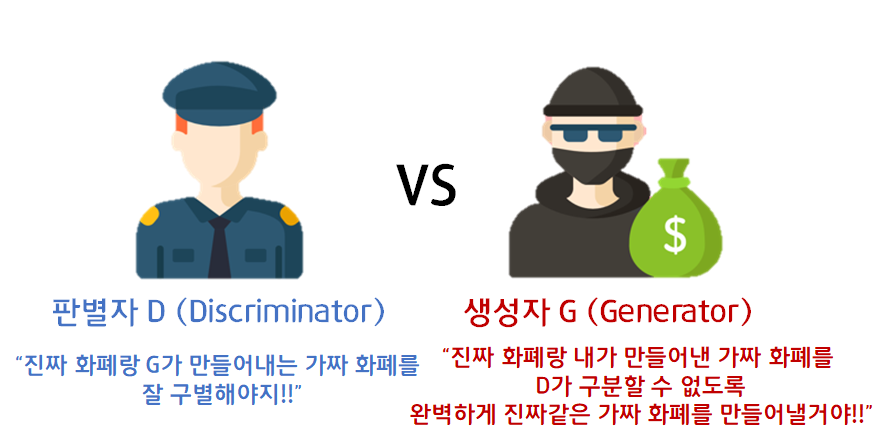 VS
$
판별자 D (Discriminator)
생성자 G (Generator)
“진짜 화폐랑 G가 만들어내는 가짜 화폐를
잘 구별해야지!!”
“진짜 화폐랑 내가 만들어낸 가짜 화폐를
D가 구분할 수 없도록
완벽하게 진짜같은 가짜 화폐를 만들어낼거야!!”